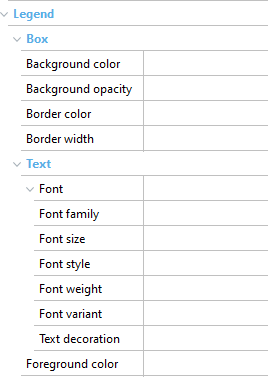 Legend
Box
Background color
Background opacity
Border color
Border width
Text
Font
Font family
Font size
Font style
Font weight
Font variant
Text decoration
Foreground color